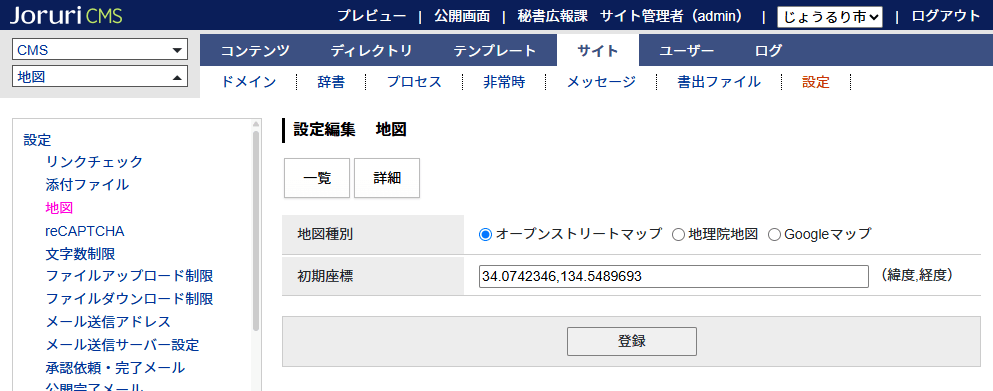 Joruri CMS
プレビュー | 公開画面 | 秘書広報課 サイト管理者（admin） | じょうるり市 | ログアウト
CMS
地図
コンテンツ ディレクトリ テンプレート サイト ユーザー ログ
ドメイン 辞書 プロセス 非常時 メッセージ 書出ファイル 設定
設定
リンクチェック
添付ファイル
地図
reCAPTCHA
文字数制限
ファイルアップロード制限
ファイルダウンロード制限
メール送信アドレス
メール送信サーバー設定
承認依頼・完了メール
公開完了メール
設定編集 地図
一覧 詳細
地図種別 オープンストリートマップ 地理院地図 Googleマップ
初期座標 34.0742346,134.5489693 （緯度,経度）
登録